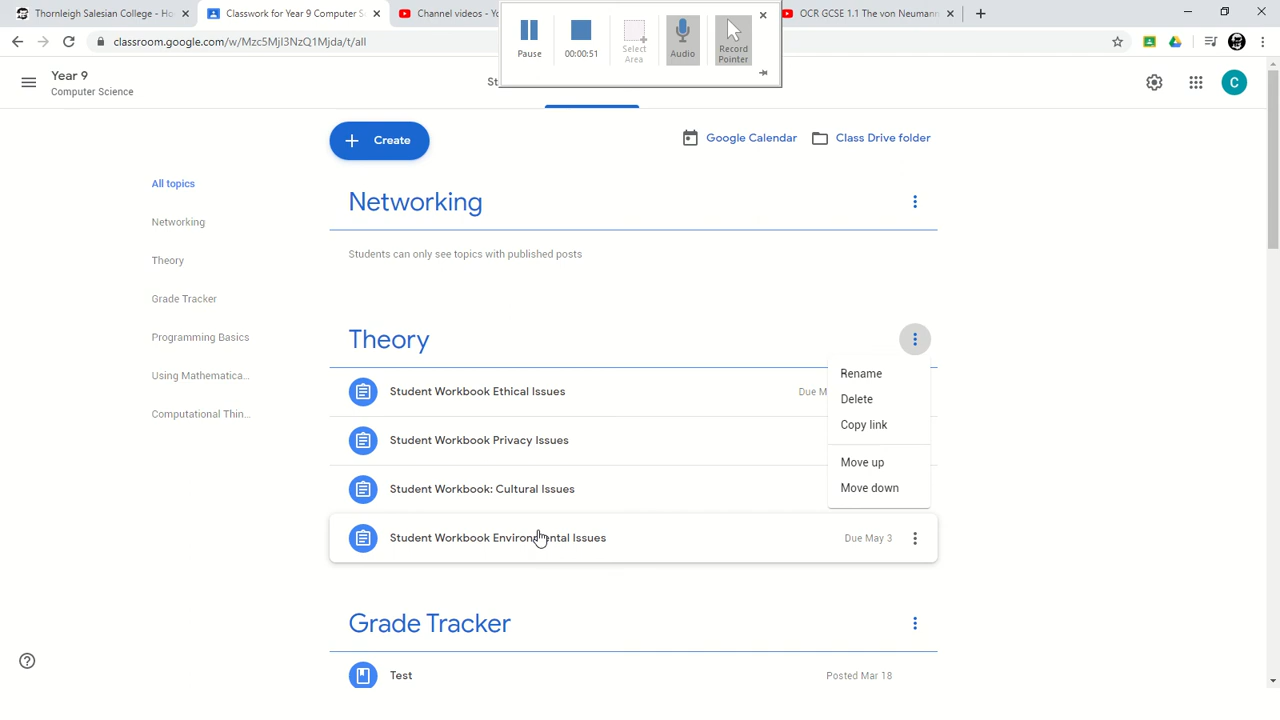 Thornleigh Salesian College - Ho
Classwork for Year 9 Computer S
Channel videos - Yo
OCR GCSE 1.1 The von Neumann
classroom.google.com/w/Mzc5MjI3NzQ1Mjda/t/all
Pause
00:00:51
Select
Area
Audio
Record
Pointer
Year 9
Computer Science
St
C
Create
Google Calendar
Class Drive folder
All topics
Networking
Theory
Grade Tracker
Programming Basics
Using Mathematica...
Computational Thin...
Networking
Students can only see topics with published posts
Theory
Student Workbook Ethical Issues
Due M
Student Workbook Privacy Issues
Student Workbook: Cultural Issues
Student Workbook Environmental Issues
Due May 3
Rename
Delete
Copy link
Move up
Move down
Grade Tracker
Test
Posted Mar 18